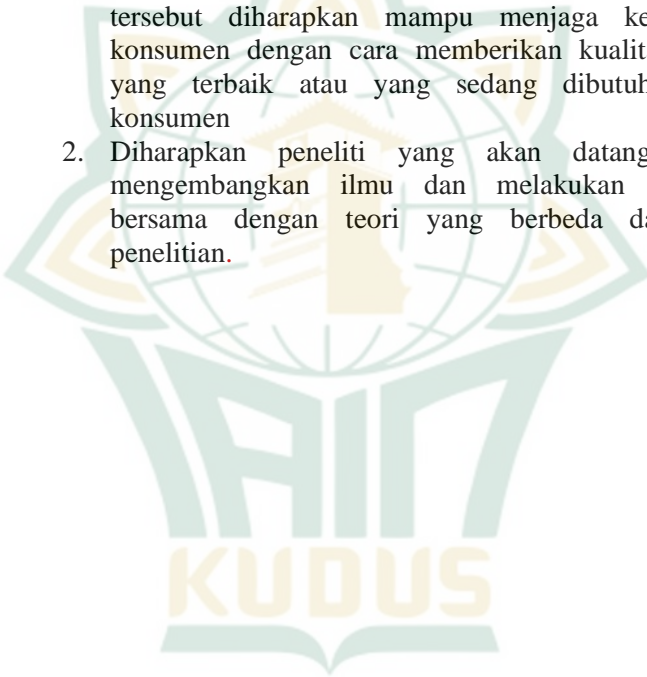 tersebut diharapkan mampu menjaga ke
konsumen dengan cara memberikan kualit
yang terbaik atau yang sedang dibutuh
konsumen
2. Diharapkan peneliti yang akan datang
mengembangkan ilmu dan melakukan
bersama dengan teori yang berbeda da
penelitian.
IAIN
KUDUS